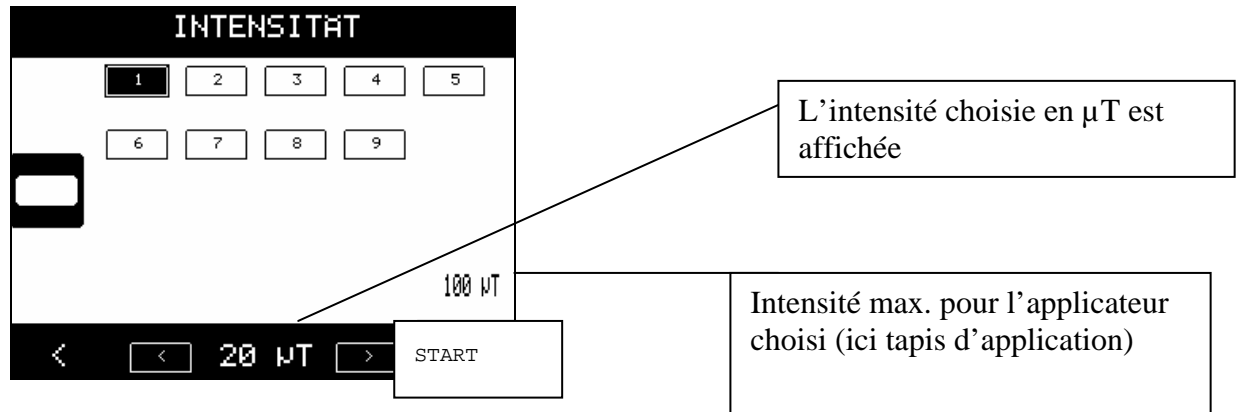 INTENSITÄT
1 2 3 4 5
6 7 8 9
100 µT
< < 20 µT > START
L'intensité choisie en µT est
affichée
Intensité max. pour l'applicateur
choisi (ici tapis d'application)